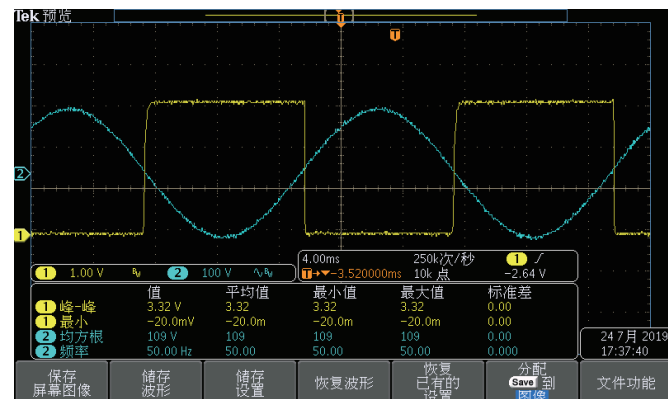 Tek 预览
T
T
2
1
1 1.00 V BW 2 100 V ∿BW
4.00ms 250k次/秒 1 ʃ
T→▼-3.520000ms 10k 点 -2.64 V
值 平均值 最小值 最大值 标准差
1 峰-峰 3.32 V 3.32 3.32 3.32 0.00
1 最小 -20.0mV -20.0m -20.0m -20.0m 0.00
2 均方根 109 V 109 109 109 0.00
2 频率 50.00 Hz 50.00 50.00 50.00 0.000
24 7月 2019
17:37:40
保存
屏幕图像
储存
波形
储存
设置
恢复波形
恢复
已有的
设置
分配
Save 到
图像
文件功能